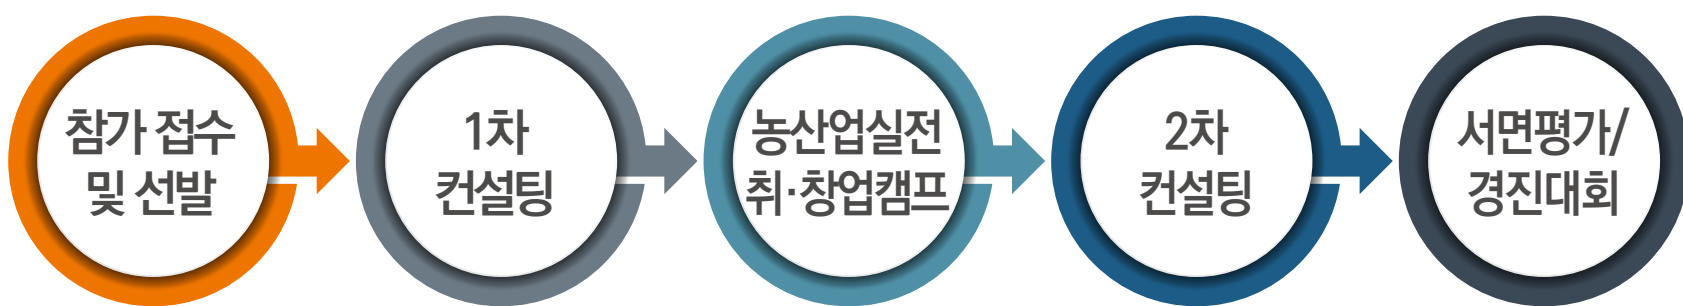 참가 접수
및 선발
1차
컨설팅
농산업실전
취·창업캠프
2차
컨설팅
서면평가/
경진대회